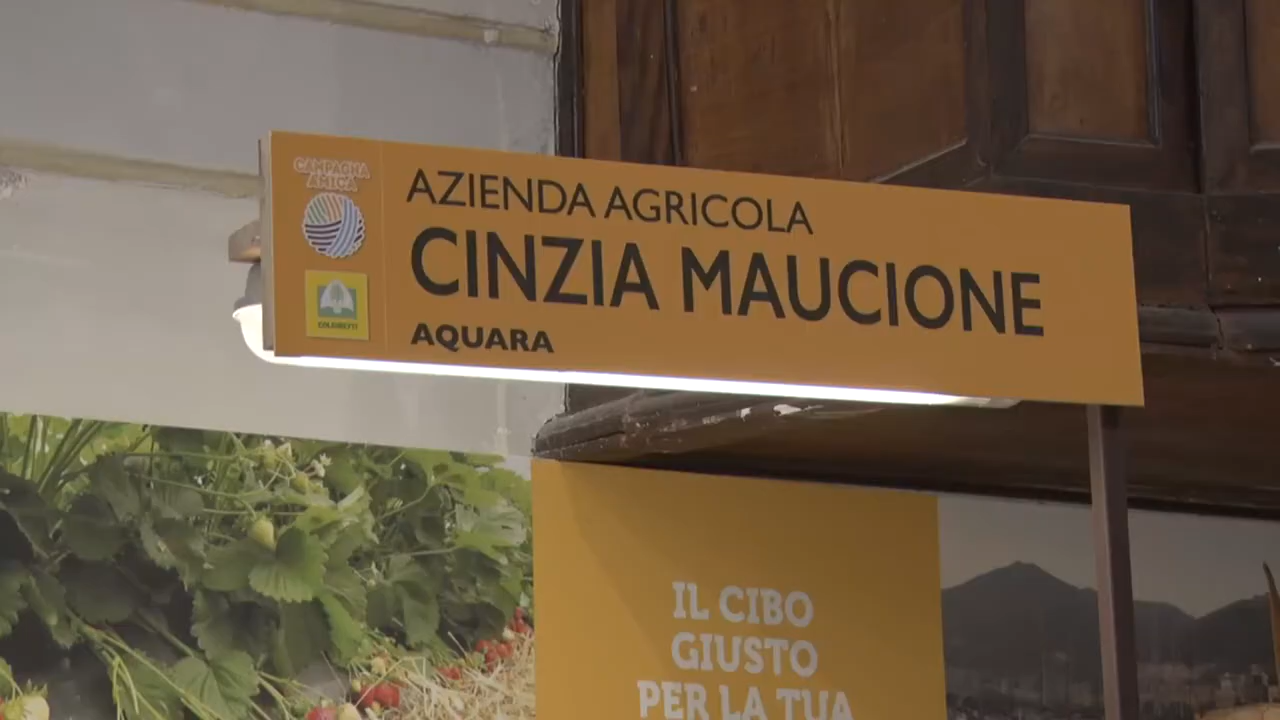 CAMPAGNA
AMICA
COLDIRETTI
AZIENDA AGRICOLA
CINZIA MAUCIONE
AQUARA
IL CIBO
GIUSTO
PER LA TUA